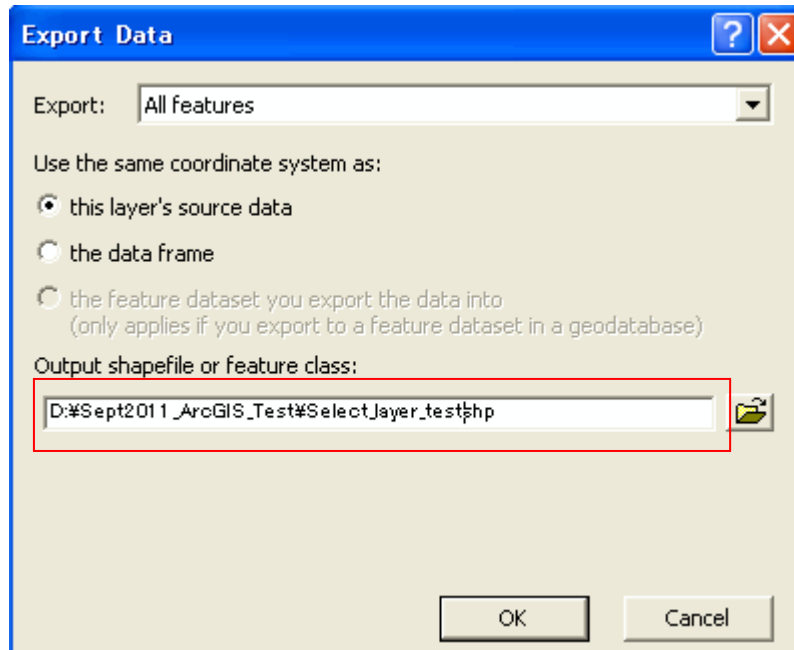 Export Data
Export: All features
Use the same coordinate system as:
this layer's source data
the data frame
the feature dataset you export the data into
(only applies if you export to a feature dataset in a geodatabase)
Output shapefile or feature class:
D:¥Sept2011_ArcGIS_Test¥Select_layer_test.shp
OK Cancel